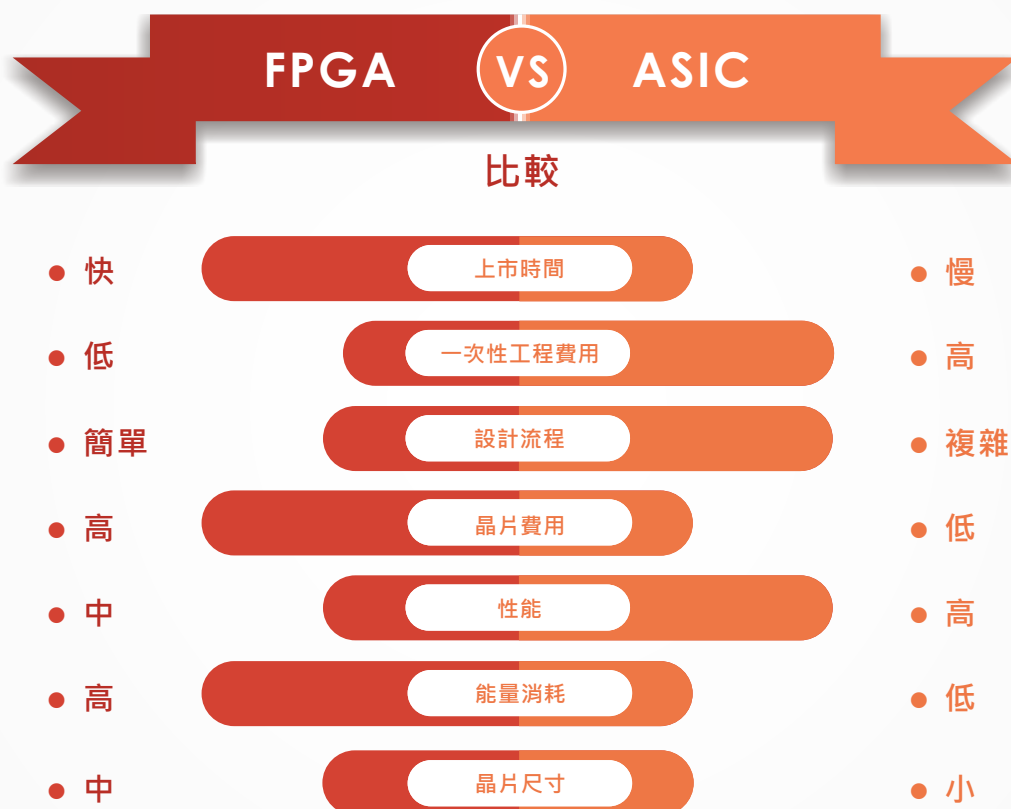 FPGA VS ASIC
比較
快 上市時間 慢
低 一次性工程費用 高
簡單 設計流程 複雜
高 晶片費用 低
中 性能 高
高 能量消耗 低
中 晶片尺寸 小